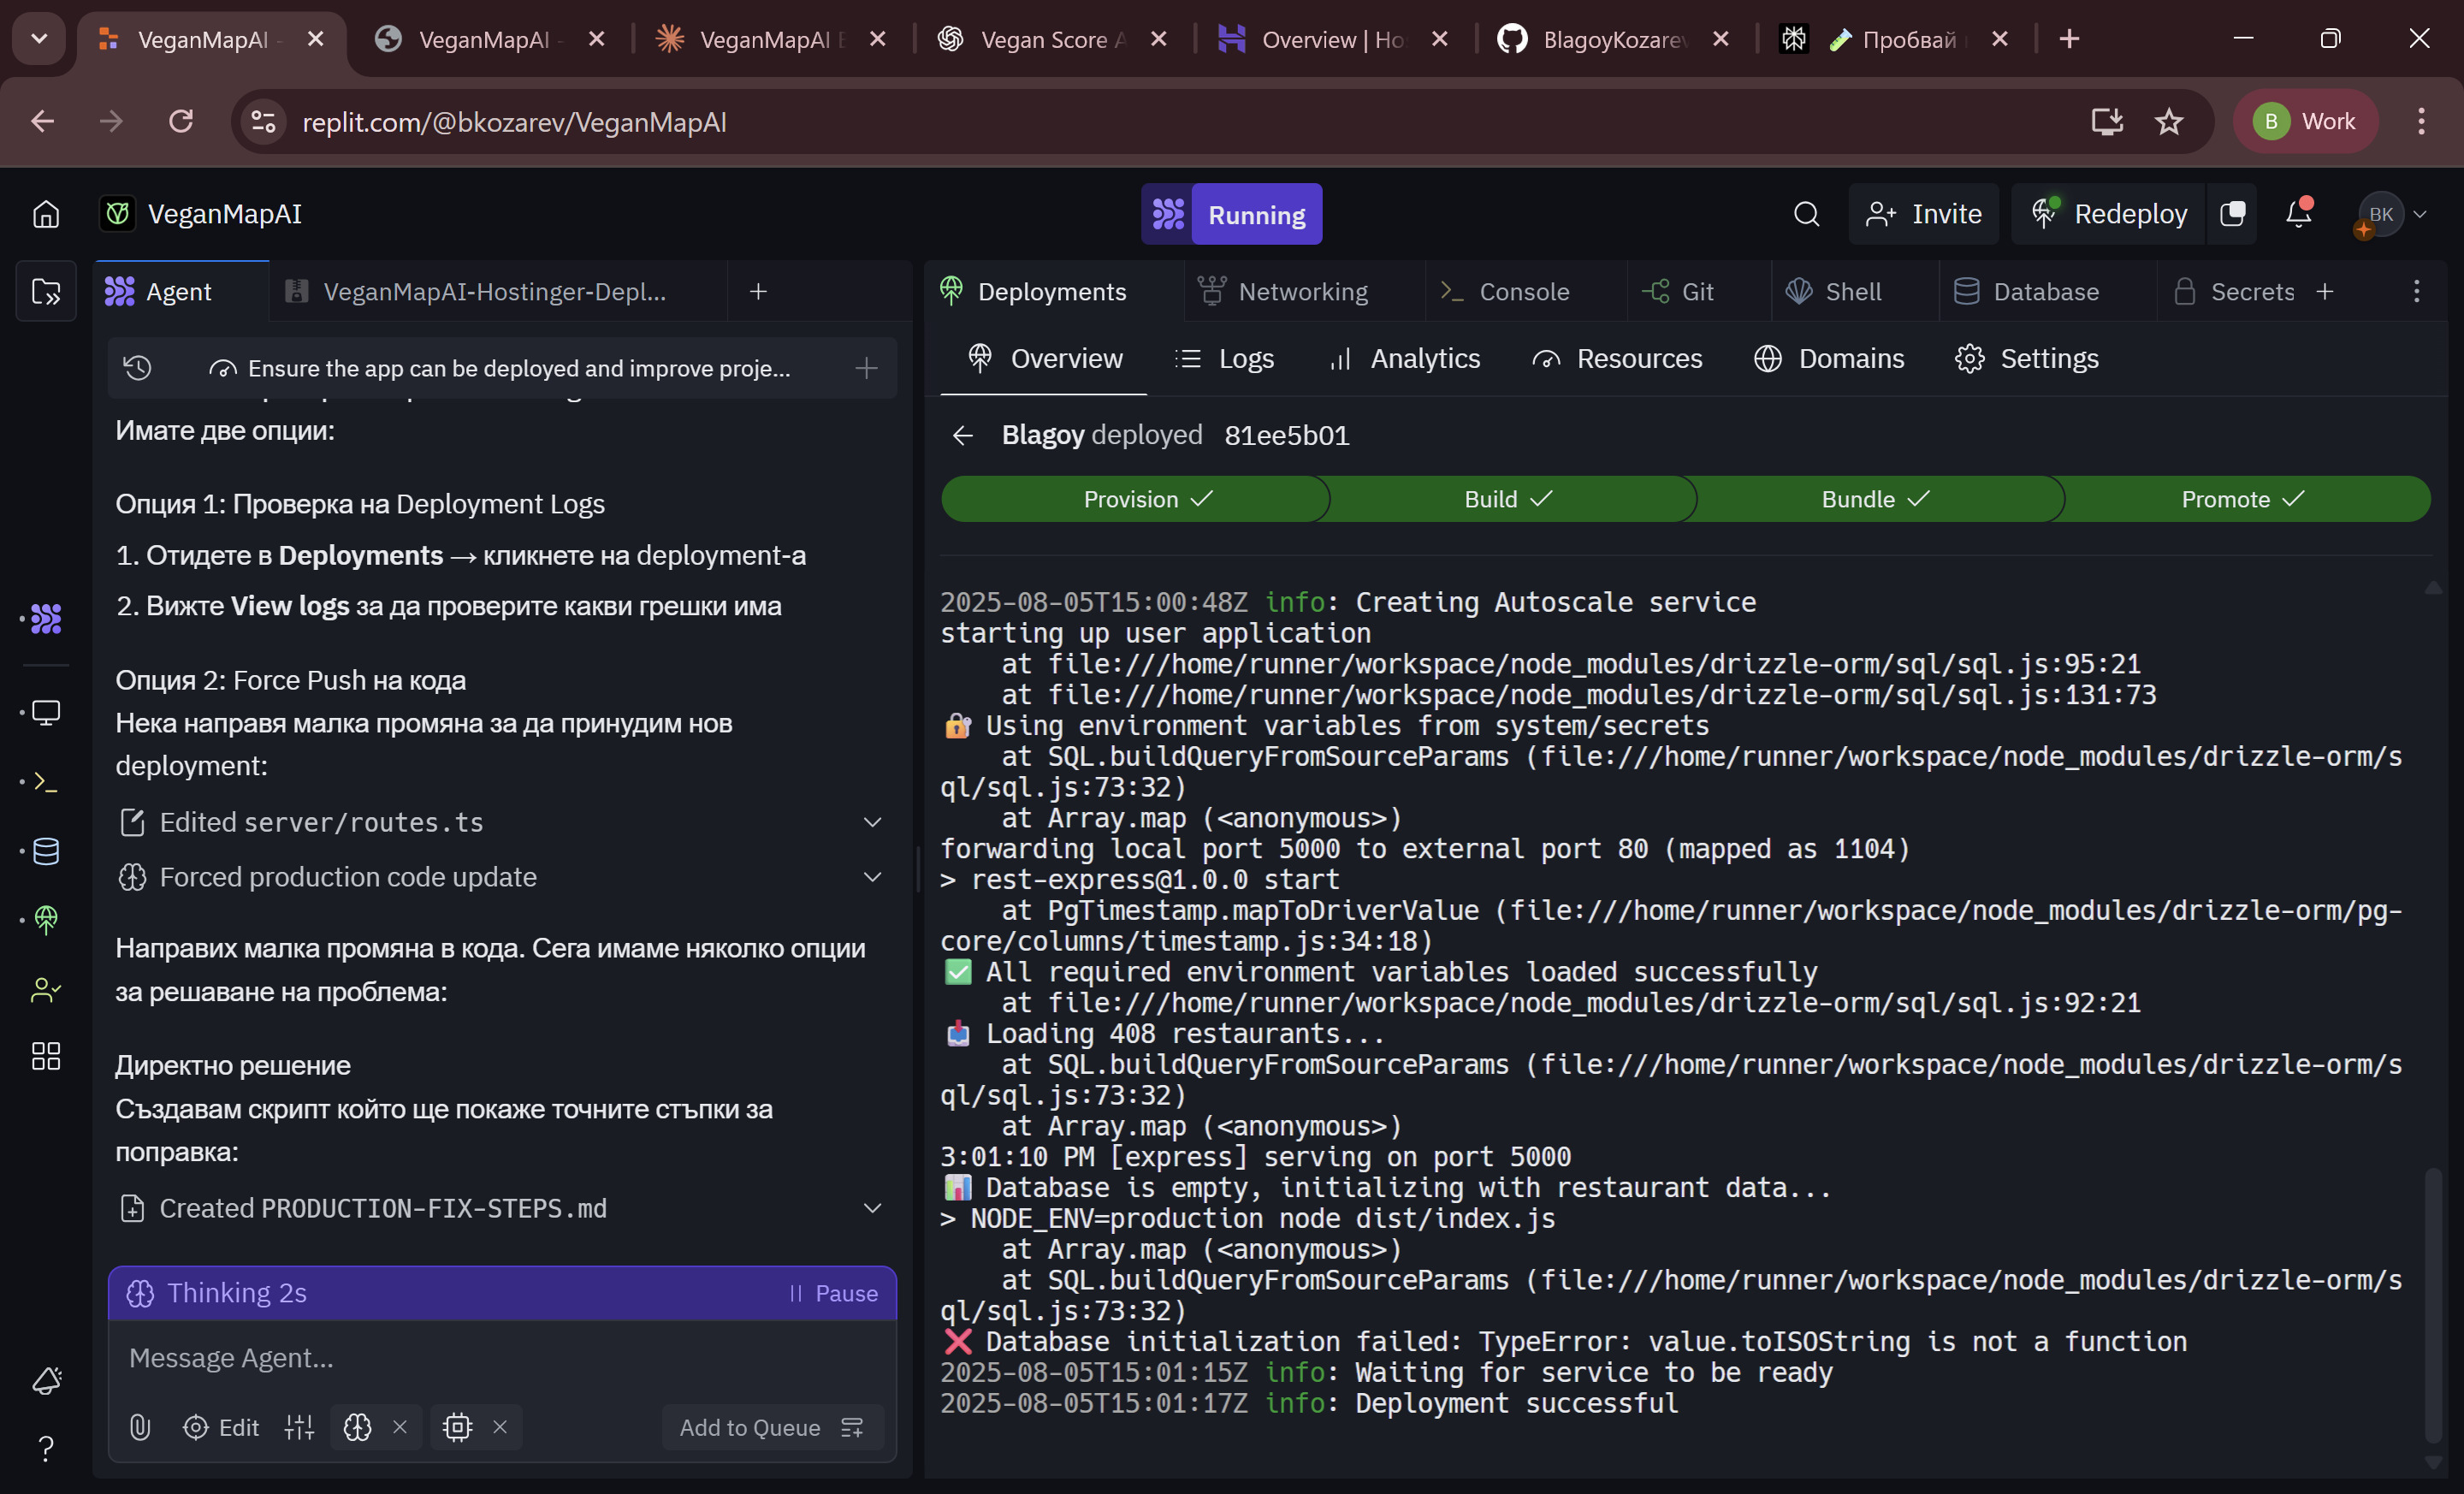 VeganMapAI -
VeganMapAI -
VeganMapAI
Vegan Score A
Overview | Ho
BlagoyKozarev
Пробвай
replit.com/@bkozarev/VeganMapAI
B
Work
VeganMapAI
Running
Invite
Redeploy
BK
Agent
VeganMapAI-Hostinger-Depl...
Deployments
Networking
Console
Git
Shell
Database
Secrets
Ensure the app can be deployed and improve proje...
Overview
Logs
Analytics
Resources
Domains
Settings
Имате две опции:
Опция 1: Проверка на Deployment Logs
1. Отидете в Deployments → кликнете на deployment-а
2. Вижте View logs за да проверите какви грешки има
Опция 2: Force Push на кода
Нека направя малка промяна за да принудим нов
deployment:
Edited server/routes.ts
Forced production code update
Направих малка промяна в кода. Сега имаме няколко опции
за решаване на проблема:
Директно решение
Създавам скрипт който ще покаже точните стъпки за
поправка:
Created PRODUCTION-FIX-STEPS.md
Thinking 2s
Pause
Message Agent...
Edit
Add to Queue
Blagoy deployed 81ee5b01
Provision ✓
Build ✓
Bundle ✓
Promote ✓
2025-08-05T15:00:48Z info: Creating Autoscale service
starting up user application
at file:///home/runner/workspace/node_modules/drizzle-orm/sql/sql.js:95:21
at file:///home/runner/workspace/node_modules/drizzle-orm/sql/sql.js:131:73
🔐 Using environment variables from system/secrets
at SQL.buildQueryFromSourceParams (file:///home/runner/workspace/node_modules/drizzle-orm/s
ql/sql.js:73:32)
at Array.map (<anonymous>)
forwarding local port 5000 to external port 80 (mapped as 1104)
> rest-express@1.0.0 start
at PgTimestamp.mapToDriverValue (file:///home/runner/workspace/node_modules/drizzle-orm/pg-
core/columns/timestamp.js:34:18)
✅ All required environment variables loaded successfully
at file:///home/runner/workspace/node_modules/drizzle-orm/sql/sql.js:92:21
📥 Loading 408 restaurants...
at SQL.buildQueryFromSourceParams (file:///home/runner/workspace/node_modules/drizzle-orm/s
ql/sql.js:73:32)
at Array.map (<anonymous>)
3:01:10 PM [express] serving on port 5000
📊 Database is empty, initializing with restaurant data...
> NODE_ENV=production node dist/index.js
at Array.map (<anonymous>)
at SQL.buildQueryFromSourceParams (file:///home/runner/workspace/node_modules/drizzle-orm/s
ql/sql.js:73:32)
❌ Database initialization failed: TypeError: value.toISOString is not a function
2025-08-05T15:01:15Z info: Waiting for service to be ready
2025-08-05T15:01:17Z info: Deployment successful